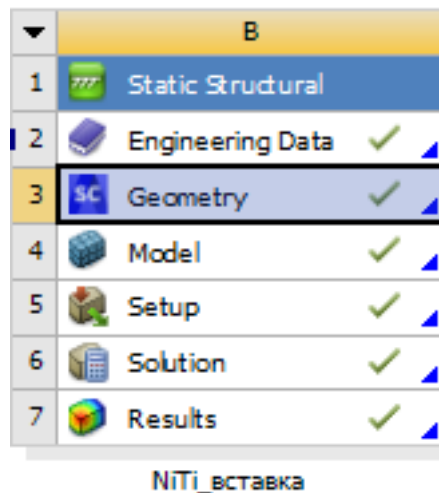 B
1 Static Structural
2 Engineering Data
3 SC Geometry
4 Model
5 Setup
6 Solution
7 Results
NiTi_вставка